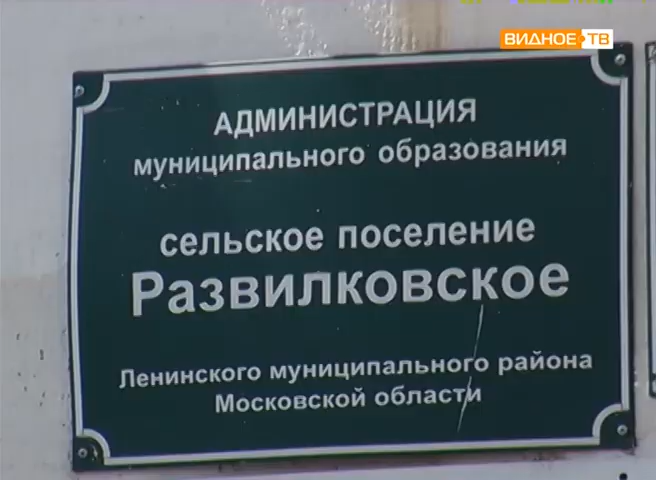 ВИДНОЕ ТВ
АДМИНИСТРАЦИЯ
муниципального образования
сельское поселение
Развилковское
Ленинского муниципального района
Московской области